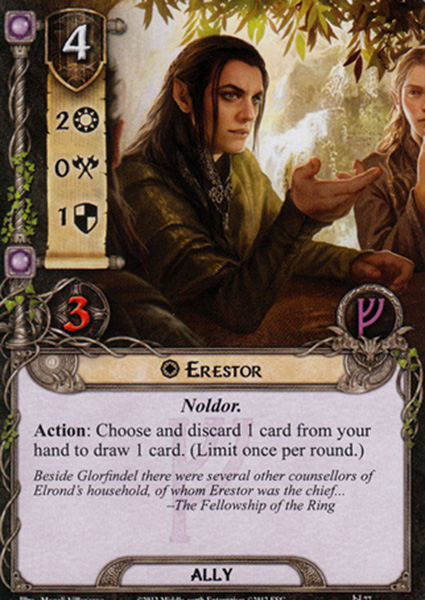 4
2
0
1
3
Erestor
Noldor.
Action: Choose and discard 1 card from your
hand to draw 1 card. (Limit once per round.)
Beside Glorfindel there were several other counsellors of
Elrond's household, of whom Erestor was the chief...
–The Fellowship of the Ring
ALLY